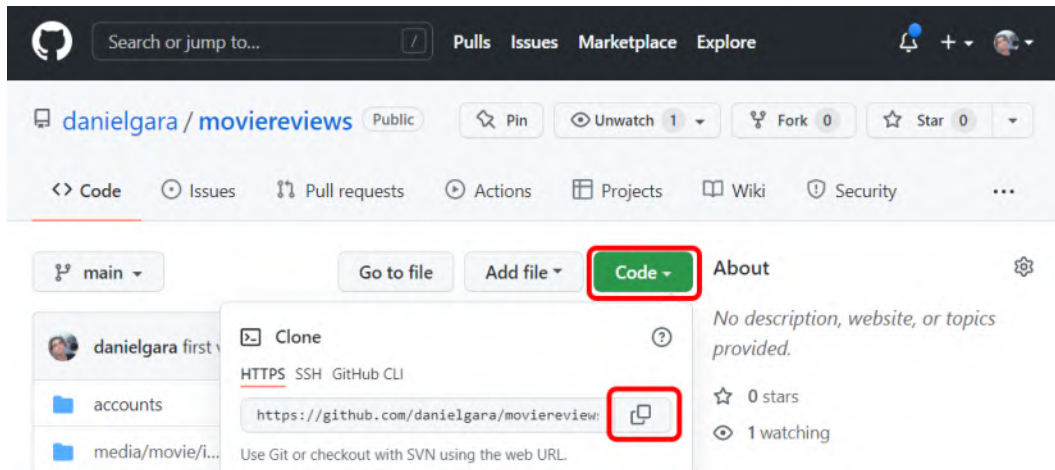 Search or jump to... / Pulls Issues Marketplace Explore
danielgara / moviereviews Public Pin Unwatch 1 Fork 0 Star 0
Code Issues Pull requests Actions Projects Wiki Security ...
main Go to file Add file Code About
No description, website, or topics
provided.
Clone
danielgara first
HTTPS SSH GitHub CLI
0 stars
accounts
https://github.com/danielgara/moviereviews
1 watching
media/movie/i...
Use Git or checkout with SVN using the web URL.